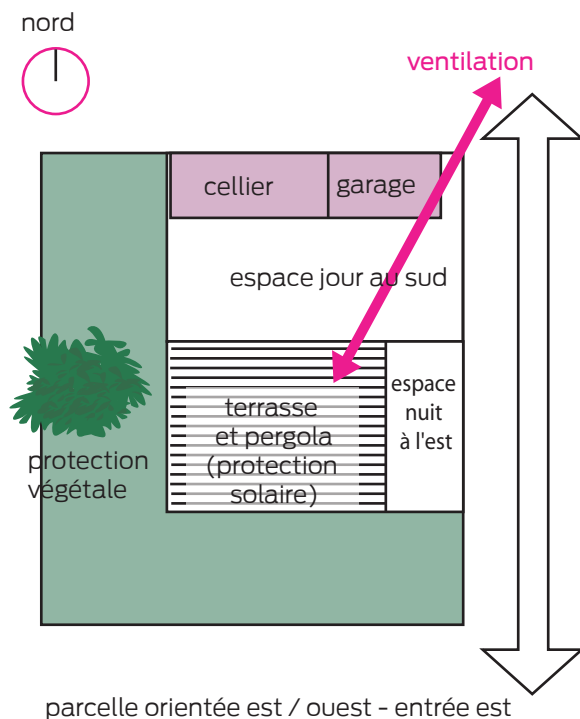 nord
ventilation
cellier
garage
espace jour au sud
terrasse
et pergola
(protection
solaire)
espace
nuit
à l'est
protection
végétale
parcelle orientée est / ouest - entrée est